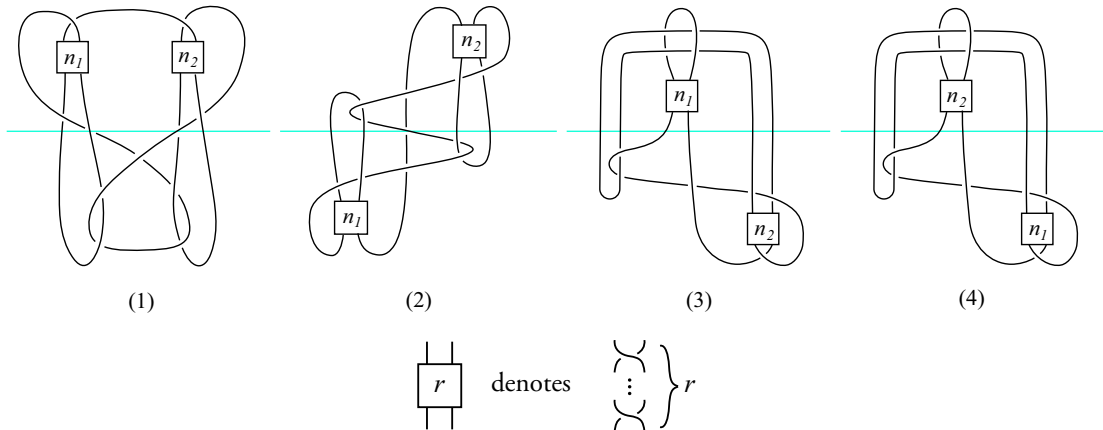 n₁ n₂ n₂ n₁ n₁ n₂ n₂ n₁
(1) (2) (3) (4)
r denotes ⋮ r